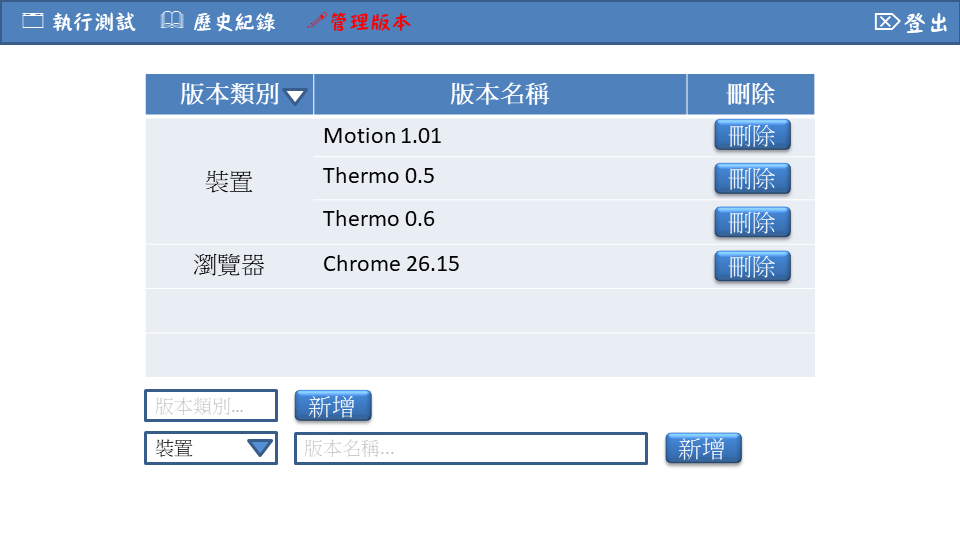 執行測試 歷史紀錄 管理版本 登出
版本類別 版本名稱 刪除
Motion 1.01 刪除
裝置 Thermo 0.5 刪除
Thermo 0.6 刪除
瀏覽器 Chrome 26.15 刪除
版本類別... 新增
裝置 版本名稱... 新增